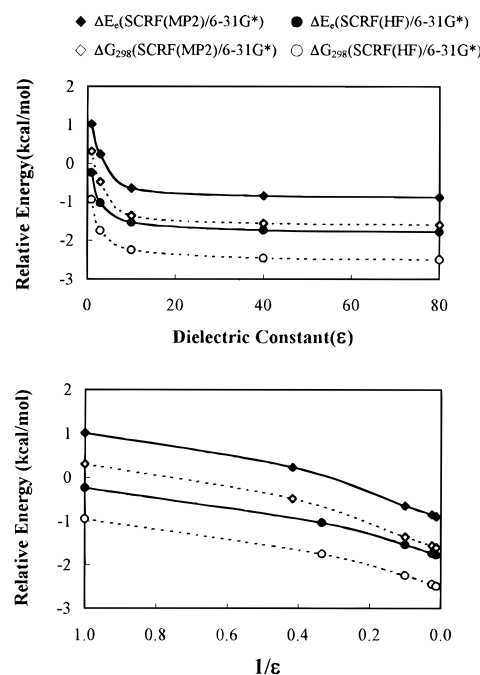 ΔEe(SCRF(MP2)/6-31G*) ΔEe(SCRF(HF)/6-31G*)
ΔG298(SCRF(MP2)/6-31G*) ΔG298(SCRF(HF)/6-31G*)
2
1
0
-1
-2
-3
Relative Energy(kcal/mol)
0 20 40 60 80
Dielectric Constant(ε)
2
1
0
-1
-2
-3
Relative Energy (kcal/mol)
1.0 0.8 0.6 0.4 0.2 0.0
1/ε